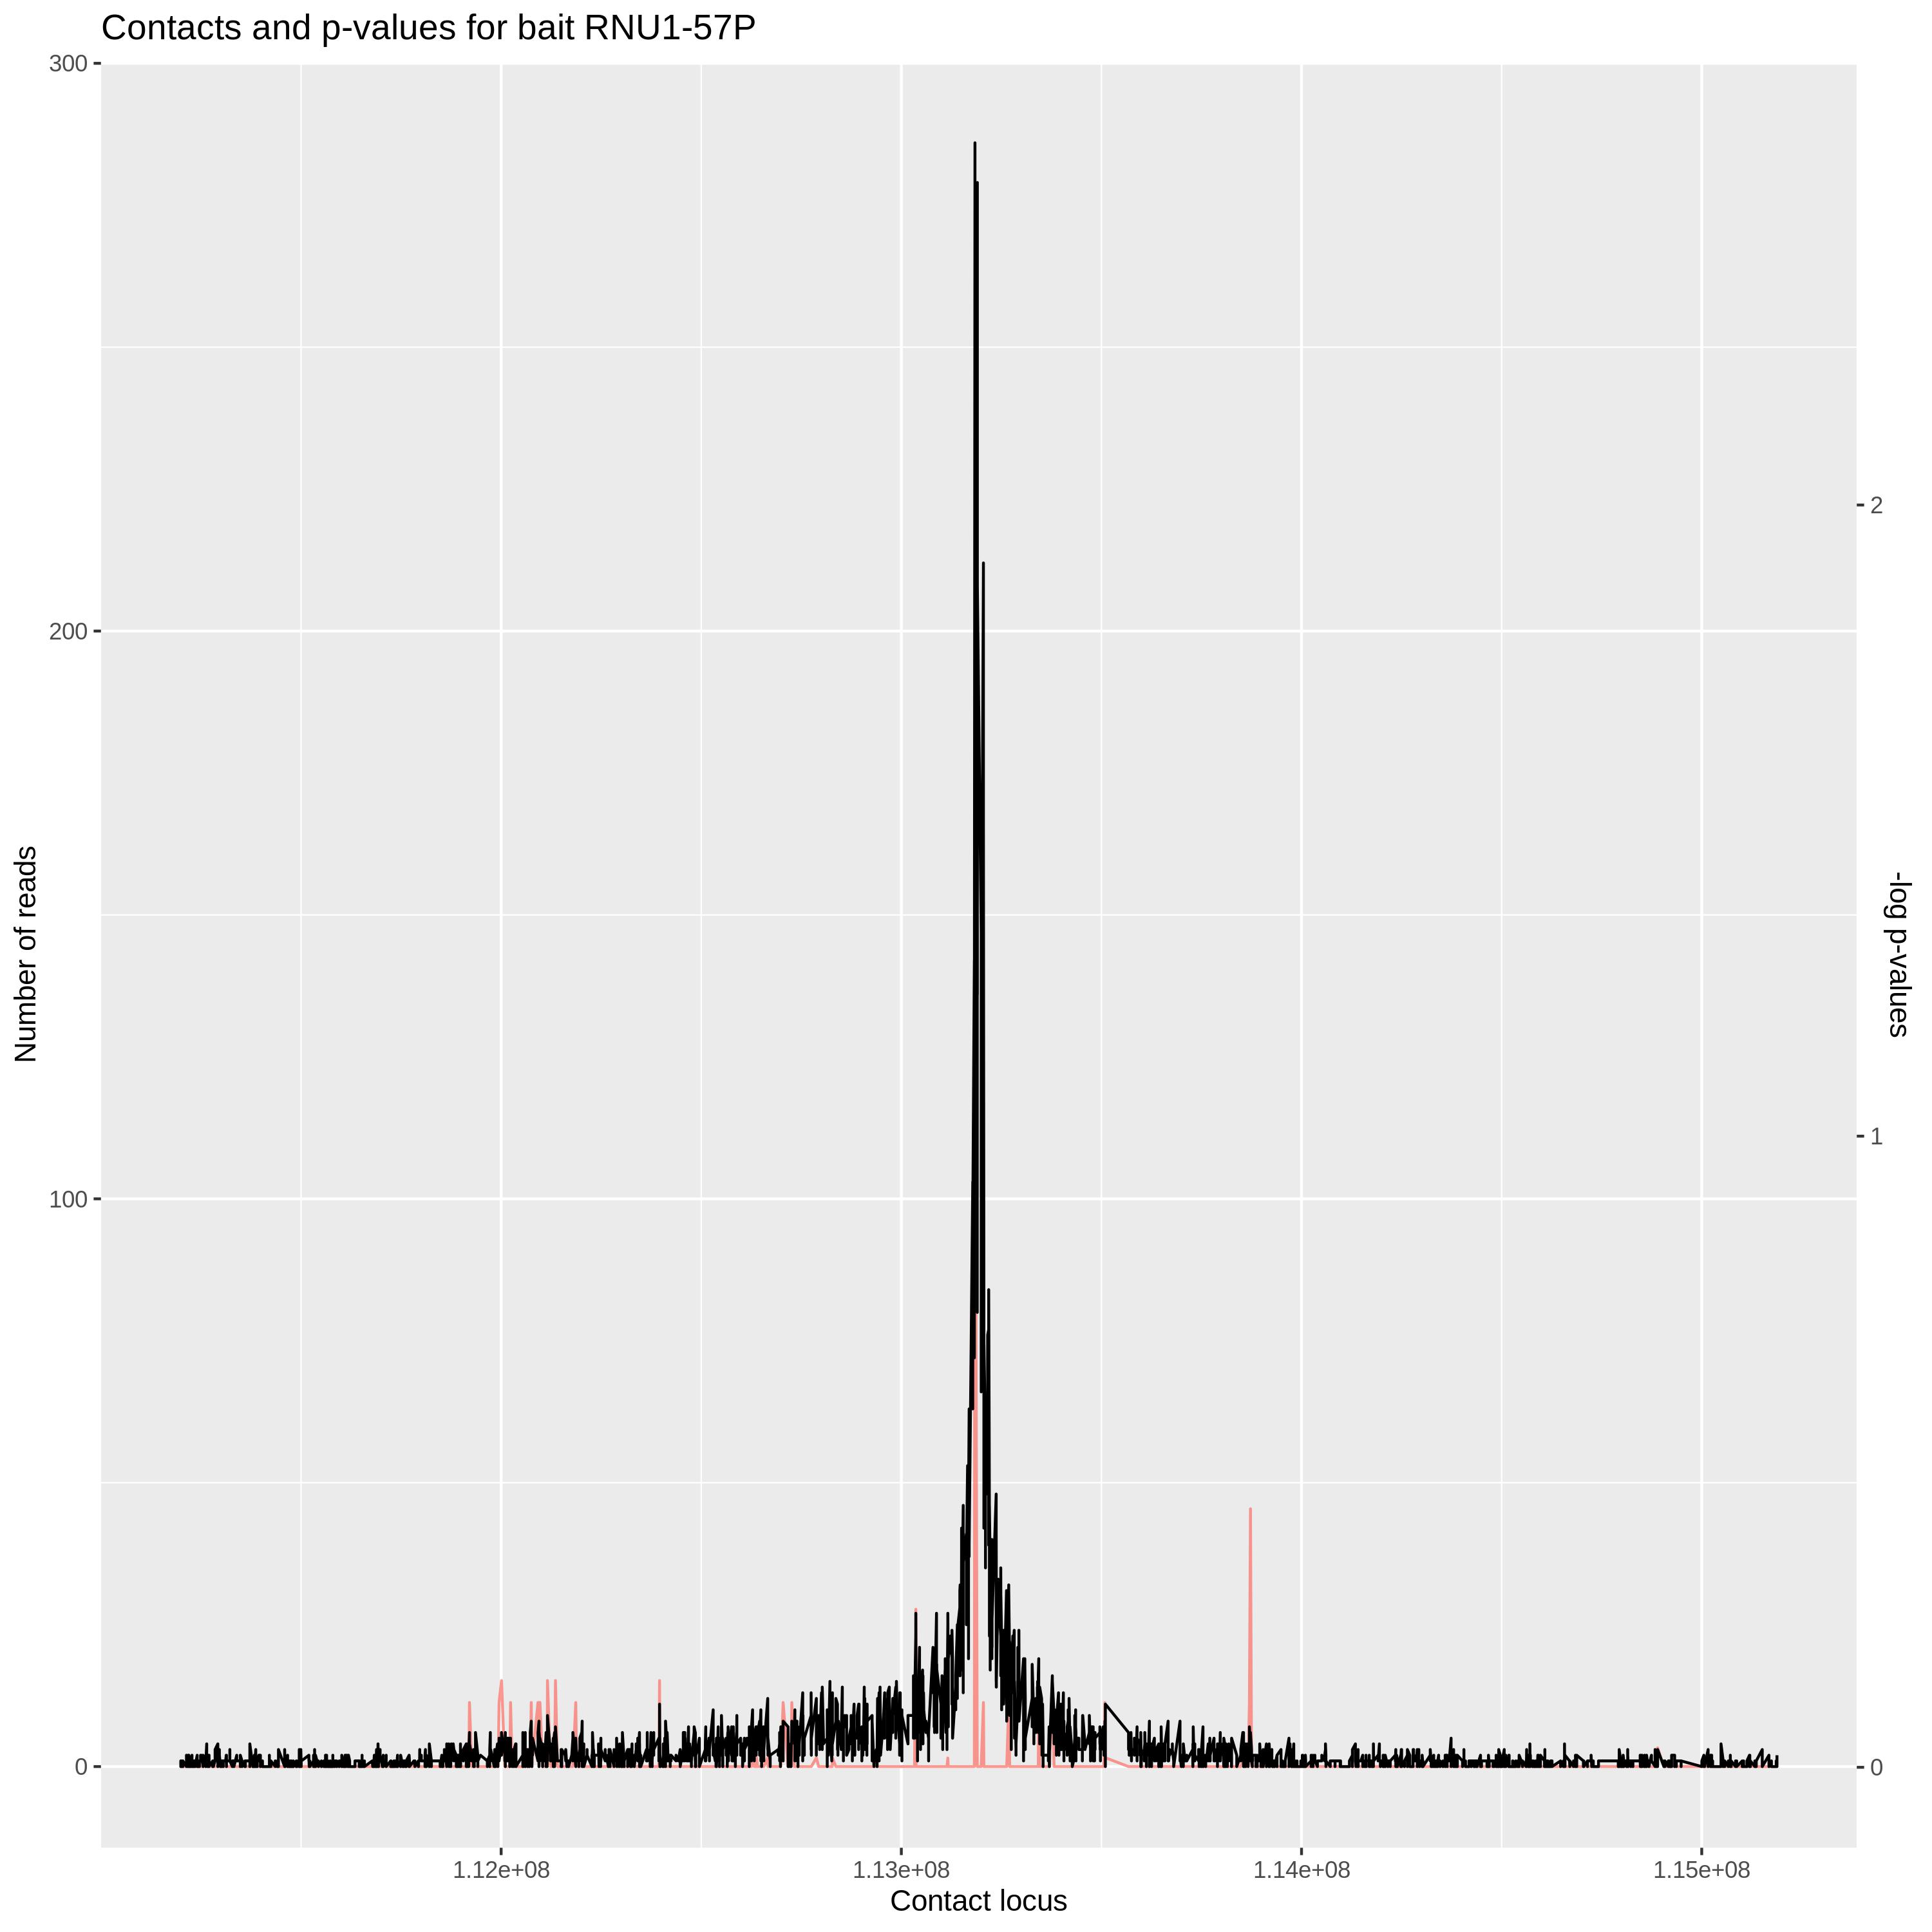 Contacts and p-values for bait RNU1-57P
300
200
100
0
Number of reads
2
1
0
-log p-values
1.12e+08
1.13e+08
1.14e+08
1.15e+08
Contact locus